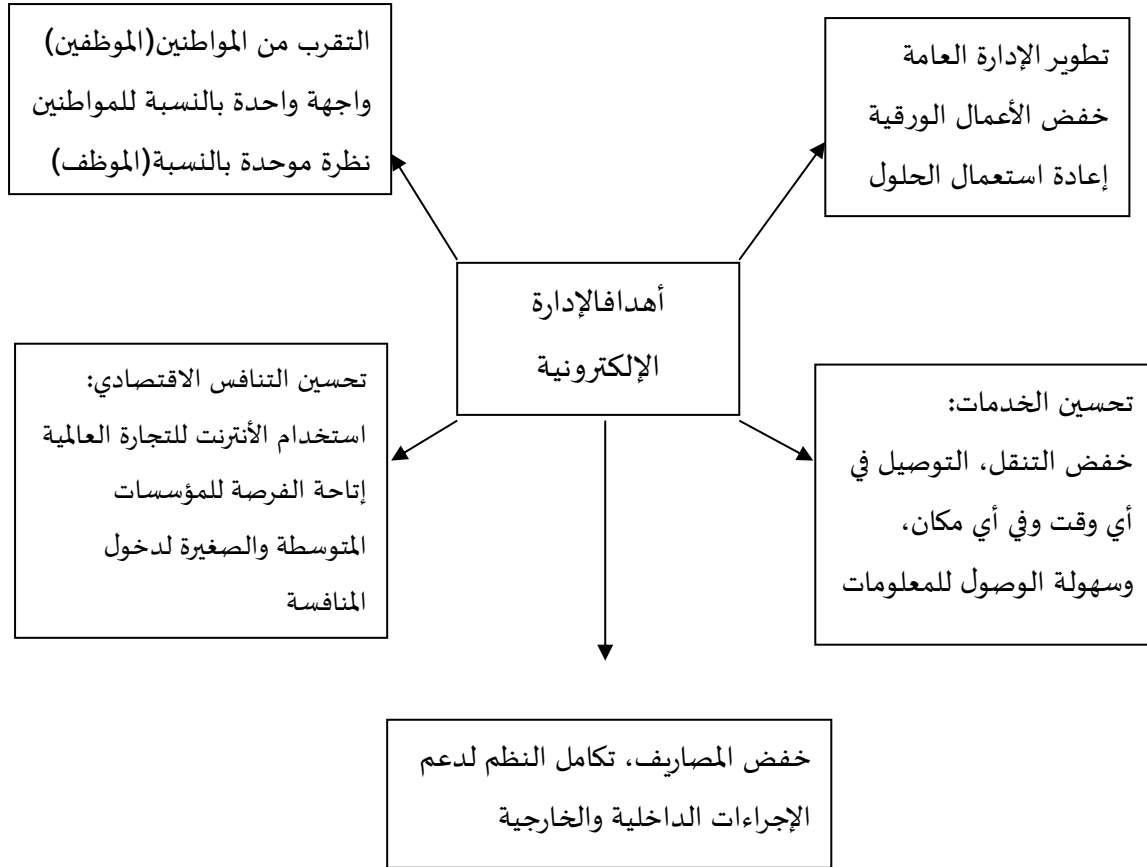 تطوير الإدارة العامة
خفض الأعمال الورقية
إعادة استعمال الحلول
التقرب من المواطنين(الموظفين)
واجهة واحدة بالنسبة للمواطنين
نظرة موحدة بالنسبة(الموظف)
أهدافالإدارة
الإلكترونية
تحسين الخدمات:
خفض التنقل، التوصيل في
أي وقت وفي أي مكان،
وسهولة الوصول للمعلومات
تحسين التنافس الاقتصادي:
استخدام الأنترنت للتجارة العالمية
إتاحة الفرصة للمؤسسات
المتوسطة والصغيرة لدخول
المنافسة
خفض المصاريف، تكامل النظم لدعم
الإجراءات الداخلية والخارجية